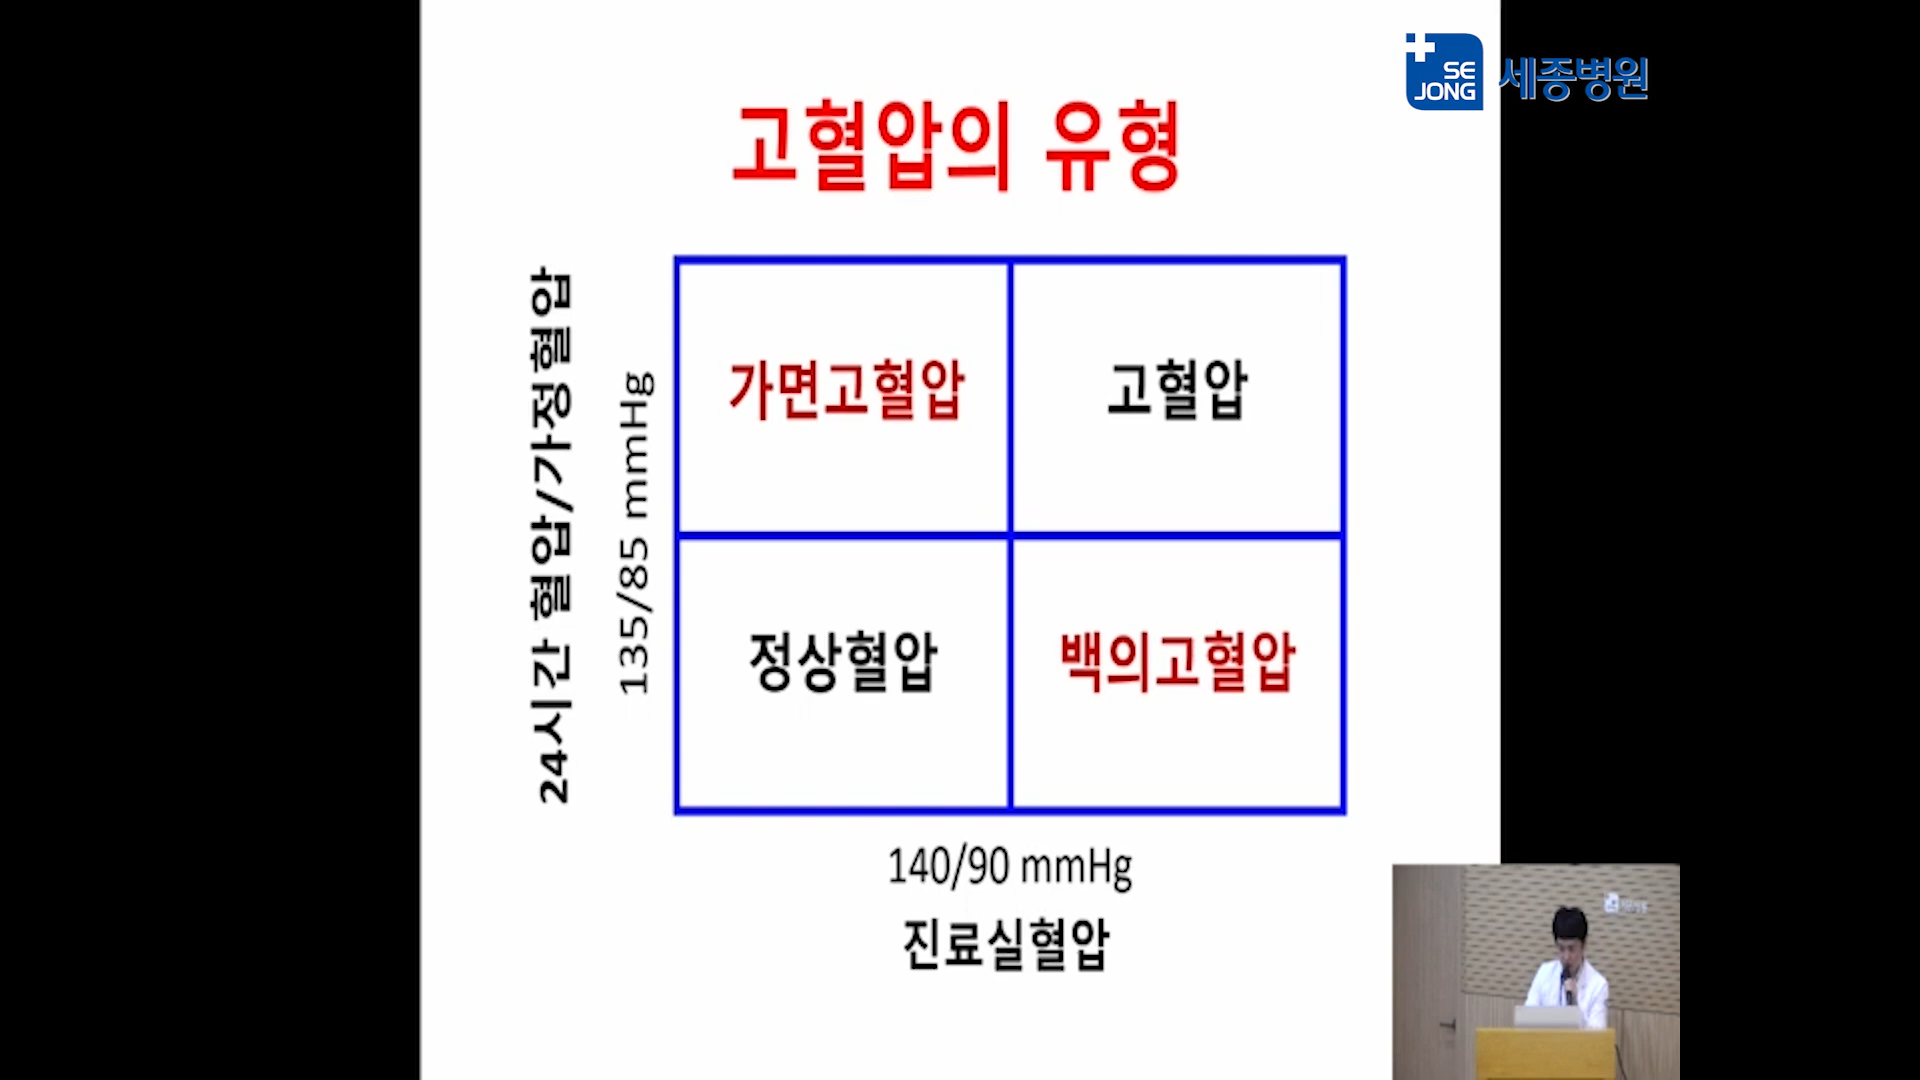 SE
JONG
세종병원
고혈압의 유형
24시간 혈압/가정혈압
135/85 mmHg
가면고혈압
고혈압
정상혈압
백의고혈압
140/90 mmHg
진료실혈압